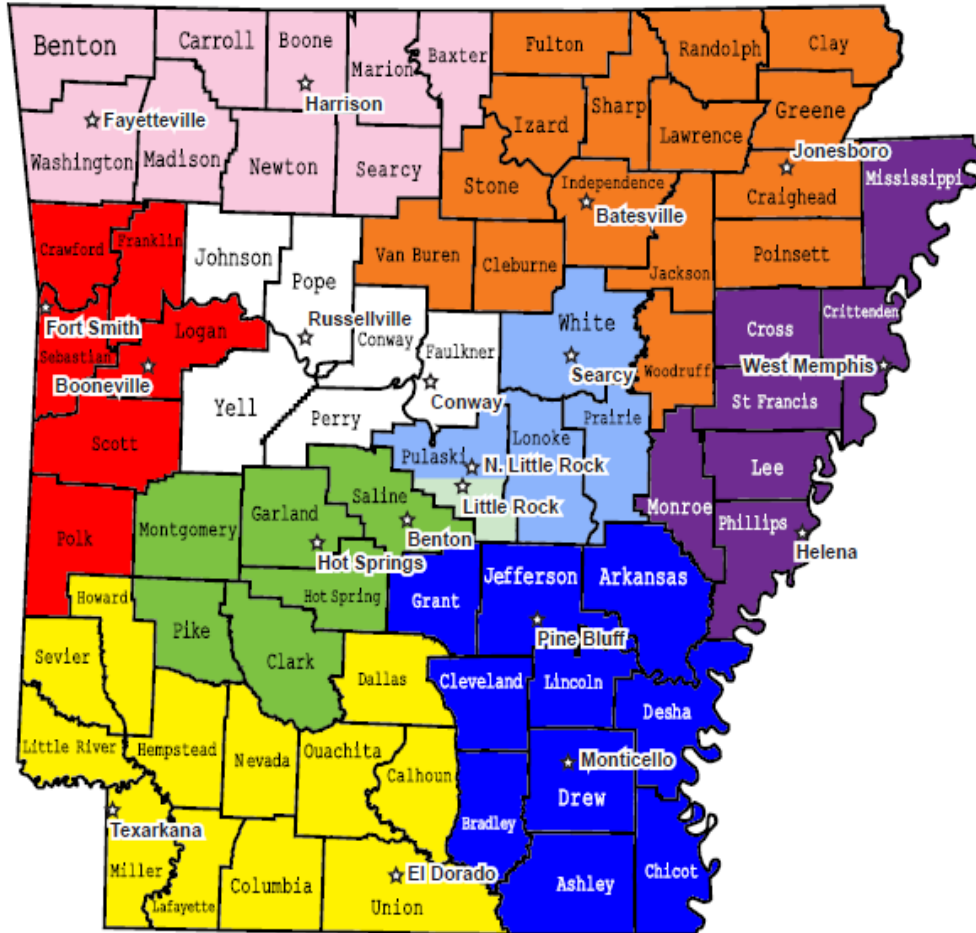 Benton
Carroll
Boone
Marion
Baxter
Fulton
Randolph
Clay
Harrison
Fayetteville
Sharp
Greene
Izard
Lawrence
Washington
Madison
Newton
Searcy
Jonesboro
Mississippi
Stone
Independence
Batesville
Craighead
Crawford
Franklin
Johnson
Pope
Van Buren
Cleburne
Jackson
Poinsett
Fort Smith
Logan
Russellville
Conway
White
Cross
Crittenden
Sebastian
Booneville
Faulkner
Searcy
Woodruff
West Memphis
Yell
Perry
Conway
St Francis
Scott
Pulaski
Lonoke
Prairie
N. Little Rock
Lee
Saline
Little Rock
Monroe
Phillips
Montgomery
Garland
Benton
Helena
Polk
Hot Springs
Jefferson
Arkansas
Howard
Hot Spring
Grant
Pike
Pine Bluff
Sevier
Clark
Dallas
Cleveland
Lincoln
Desha
Little River
Hempstead
Nevada
Ouachita
Calhoun
Monticello
Drew
Texarkana
Bradley
Miller
El Dorado
Chicot
Lafayette
Columbia
Union
Ashley